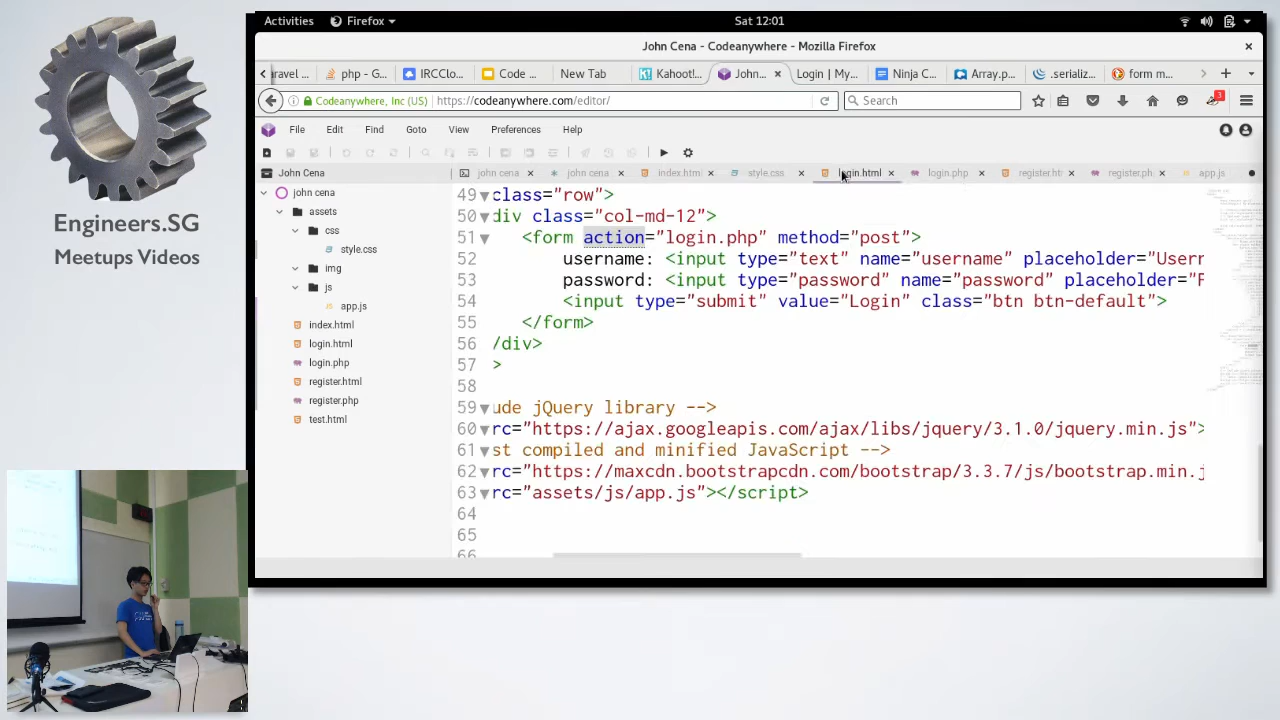 Activities
Firefox
Sat 12:01
John Cena - Codeanywhere - Mozilla Firefox
aravel ...
php - G...
IRCClo...
Code ...
New Tab
Kahoot!
John...
Login | My...
Ninja C...
Array.p...
.serializ...
form m...
Codeanywhere, Inc (US)
https://codeanywhere.com/editor/
Search
3
File
Edit
Find
Goto
View
Preferences
Help
John Cena
john cena
john cena
index.html
style.css
login.html
login.php
register.ht
register.ph
app.js
john cena
assets
css
style.css
img
js
app.js
index.html
login.html
login.php
register.html
register.php
test.html
49 class="row">
50 div class="col-md-12">
51 <form action="login.php" method="post">
52 username: <input type="text" name="username" placeholder="Usern
53 password: <input type="password" name="password" placeholder="P
54 <input type="submit" value="Login" class="btn btn-default">
55 </form>
56 /div>
57 >
58
59 ude jQuery library -->
60 rc="https://ajax.googleapis.com/ajax/libs/jquery/3.1.0/jquery.min.js">
61 st compiled and minified JavaScript -->
62 rc="https://maxcdn.bootstrapcdn.com/bootstrap/3.3.7/js/bootstrap.min.j
63 rc="assets/js/app.js"></script>
64
65
66
Engineers.SG
Meetups Videos